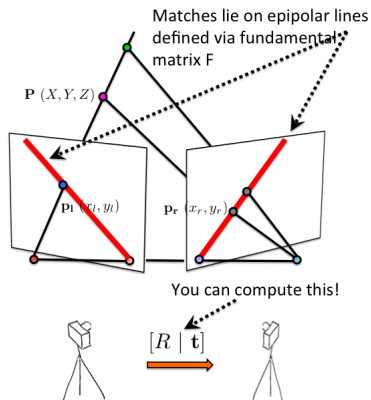 Matches lie on epipolar lines
defined via fundamental
matrix F
P (X, Y, Z)
p_l (x_l, y_l)
p_r (x_r, y_r)
You can compute this!
[R | t]